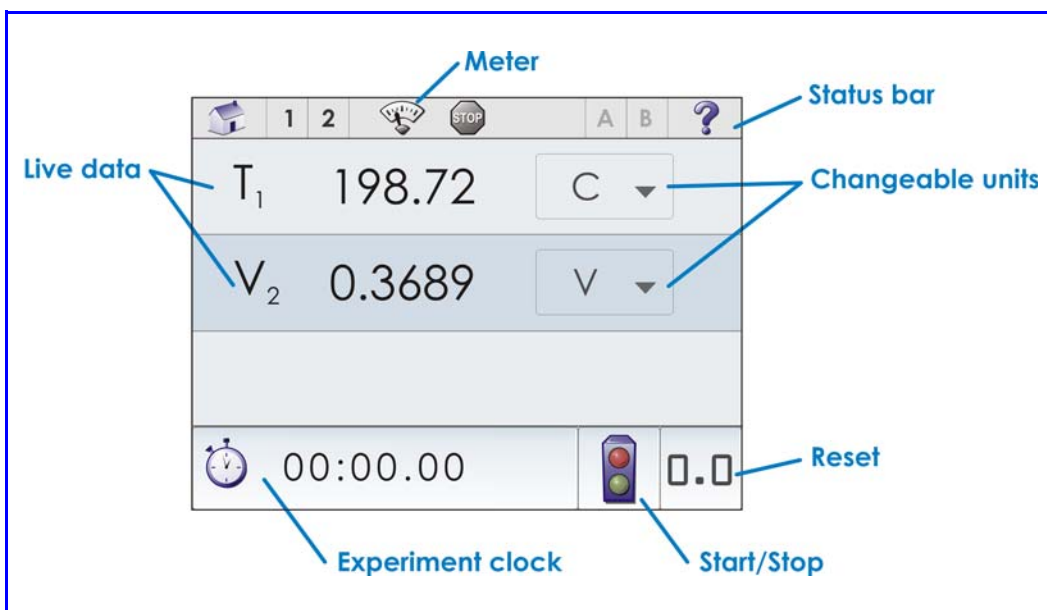 Meter
Status bar
1 2 STOP A B ?
Live data
T1 198.72 C
Changeable units
V2 0.3689 V
00:00.00 0.0
Reset
Experiment clock
Start/Stop